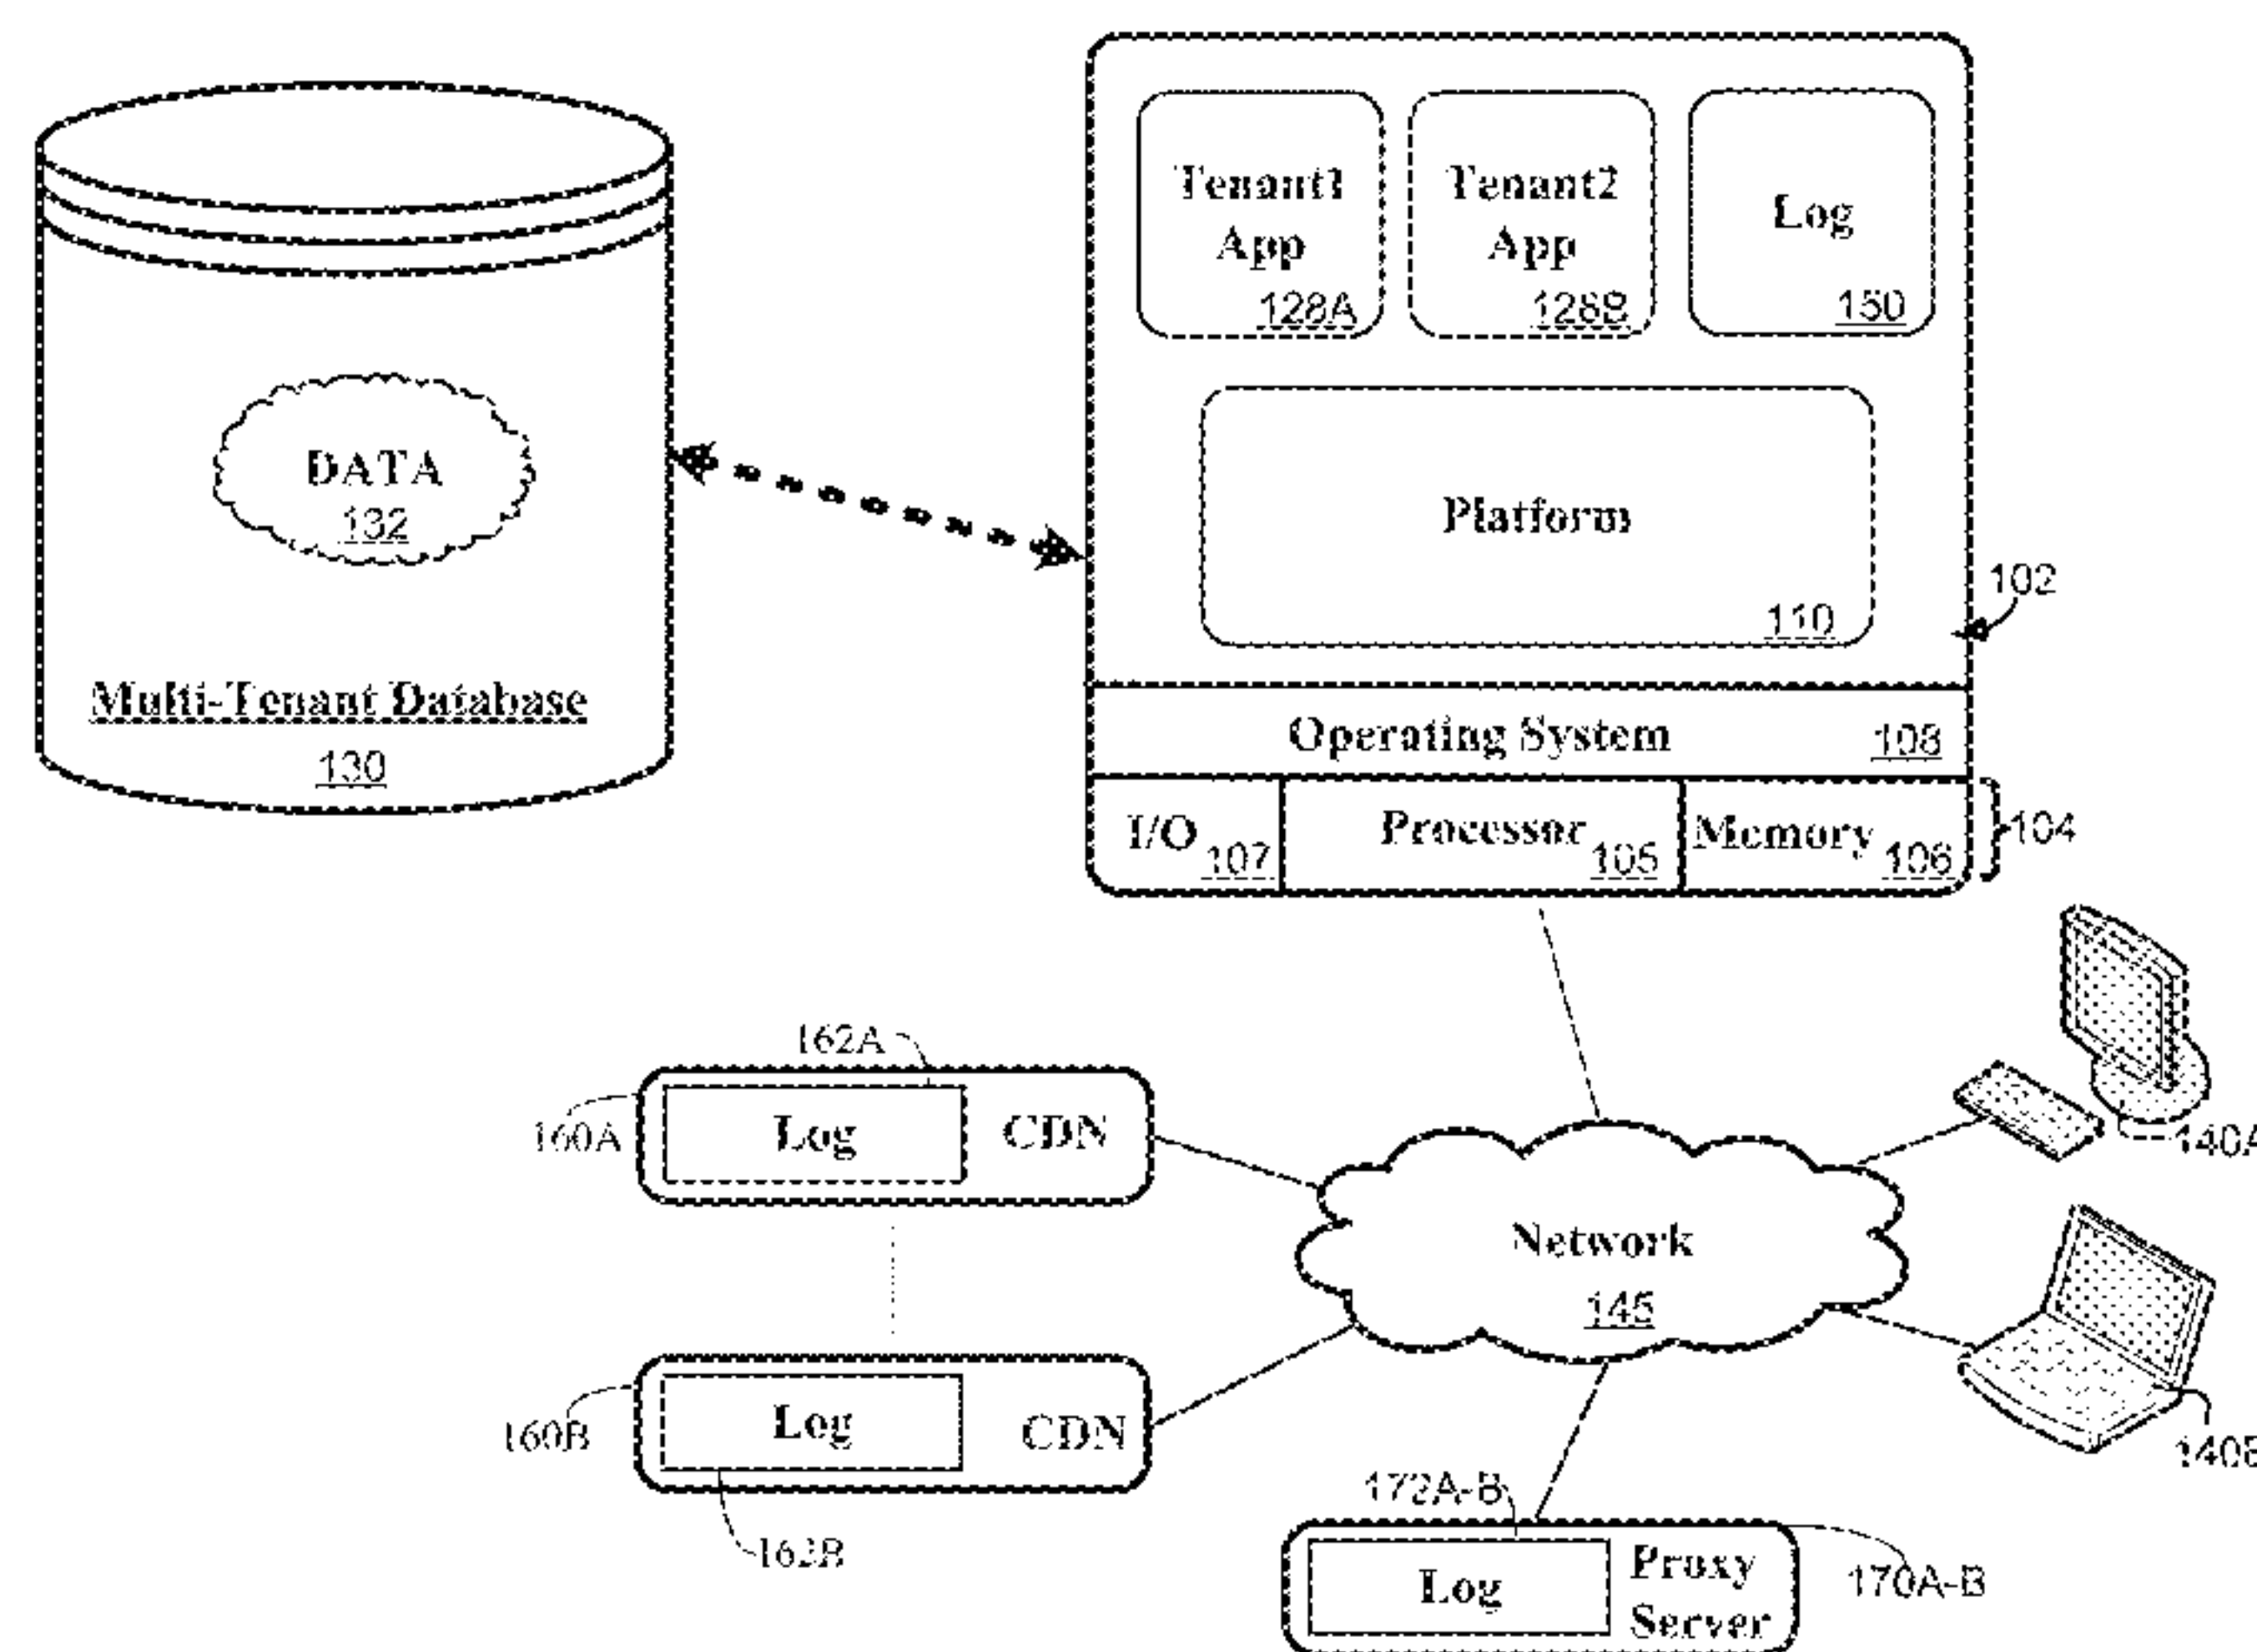 Tenant1
App
128A
Tenant2
App
128B
Log
150
DATA
132
Platform
110
102
Multi-Tenant Database
130
Operating System 108
I/O 107
Processor 105
Memory 106
104
162A
160A
Log CDN
140A
Network
145
160B
Log CDN
162B
140B
172A-B
Log
Proxy
Server
170A-B